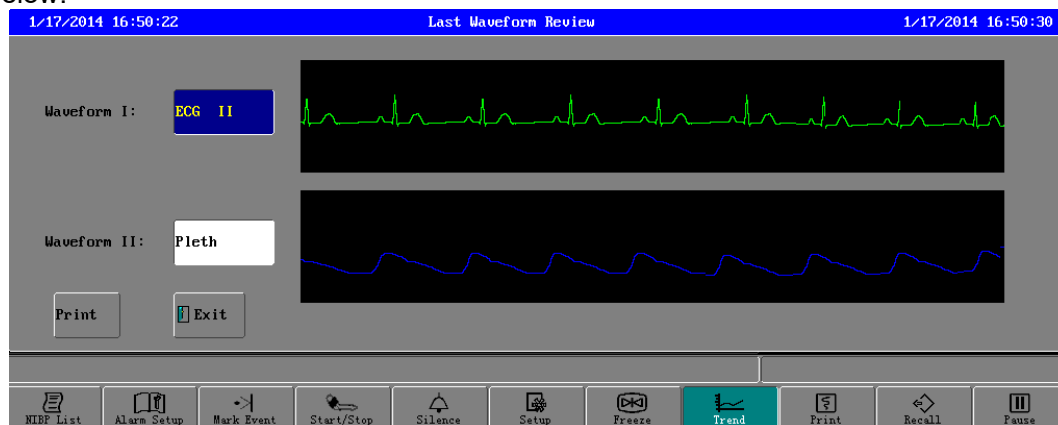 1/17/2014 16:50:22 Last Waveform Review 1/17/2014 16:50:30
Waveform I: ECG II
Waveform II: Pleth
Print Exit
NIBP List Alarm Setup Mark Event Start/Stop Silence Setup Freeze Trend Print Recall Pause